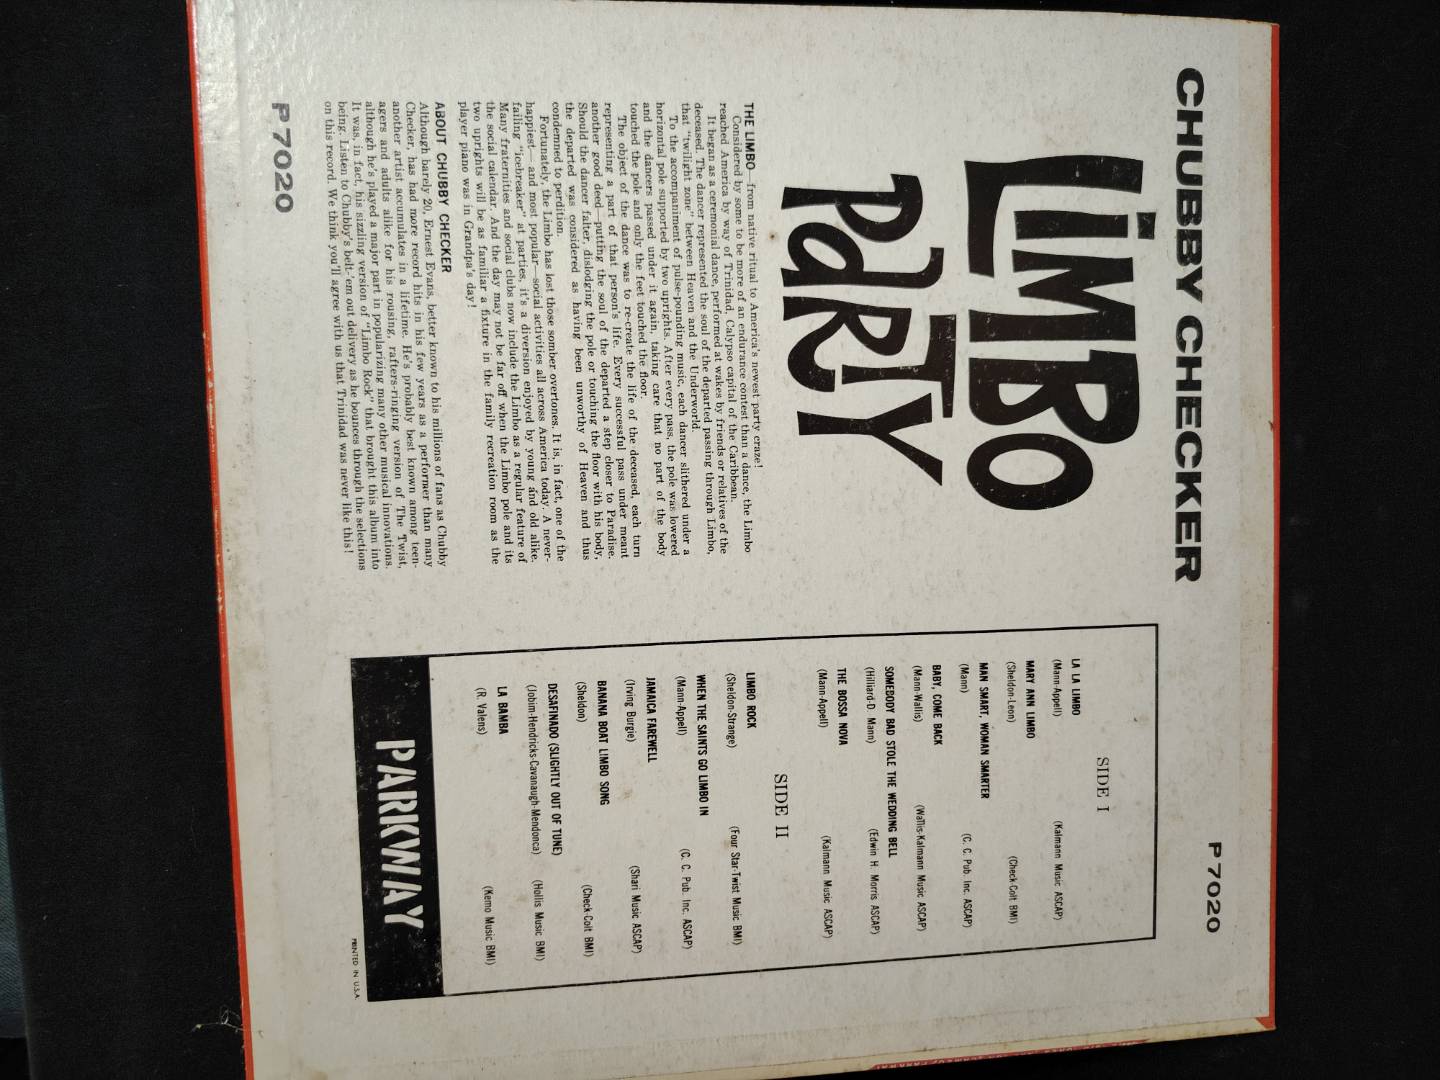 CHUBBY CHECKER
P 7020
LIMBO
PARTY
THE LIMBO—from native ritual to America's newest party craze!
Considered by some to be more of an endurance contest than a dance, the Limbo
reached America by way of Trinidad, Calypso capital of the Caribbean.
It began as a ceremonial dance, performed at wakes by friends or relatives of the
deceased. The dancer represented the soul of the departed passing through Limbo,
that "twilight zone" between Heaven and the Underworld.
To the accompaniment of pulse-pounding music, each dancer slithered under a
horizontal pole supported by two uprights. After every pass, the pole was lowered
and the dancers passed under it again, taking care that no part of the body
touched the pole and only the feet touched the floor.
The object of the dance was to re-create the life of the deceased, each turn
representing a part of that person's life. Every successful pass under meant
another good deed—putting the soul of the departed a step closer to Paradise.
Should the dancer falter, dislodging the pole or touching the floor with his body,
the departed was considered as having been unworthy of Heaven and thus
condemned to perdition.
Fortunately, the Limbo has lost those somber overtones. It is, in fact, one of the
happiest—and most popular—social activities all across America today. A never-
failing "icebreaker" at parties, it's a diversion enjoyed by young and old alike.
Many fraternities and social clubs now include the Limbo as a regular feature of
the social calendar. And the day may not be far off when the Limbo pole and its
two uprights will be as familiar a fixture in the family recreation room as the
player piano was in Grandpa's day!
ABOUT CHUBBY CHECKER
Although barely 20, Ernest Evans, better known to his millions of fans as Chubby
Checker, has had more record hits in his few years as a performer than many
another artist accumulates in a lifetime. He's probably best known among teen-
agers and adults alike for his rousing, rafters-ringing version of The Twist,
although he's played a major part in popularizing many other musical innovations.
It was, in fact, his sizzling version of "Limbo Rock" that brought this album into
being. Listen to Chubby's belt-'em out delivery as he bounces through the selections
on this record. We think you'll agree with us that Trinidad was never like this!
P 7020
SIDE I
LA LA LIMBO
(Mann-Appell) (Kalmann Music ASCAP)
MARY ANN LIMBO
(Sheldon-Leon) (Check-Colt BMI)
MAN SMART, WOMAN SMARTER
(Mann) (C. C. Pub. Inc. ASCAP)
BABY, COME BACK
(Mann-Wallis) (Wallis-Kalmann Music ASCAP)
SOMEBODY BAD STOLE THE WEDDING BELL
(Hilliard-D. Mann) (Edwin H. Morris ASCAP)
THE BOSSA NOVA
(Mann-Appell) (Kalmann Music ASCAP)
SIDE II
LIMBO ROCK
(Sheldon-Strange) (Four Star-Twist Music BMI)
WHEN THE SAINTS GO LIMBO IN
(Mann-Appell) (C. C. Pub. Inc. ASCAP)
JAMAICA FAREWELL
(Irving Burgie) (Shari Music ASCAP)
BANANA BOAT LIMBO SONG
(Sheldon) (Check-Colt BMI)
DESAFINADO (SLIGHTLY OUT OF TUNE)
(Jobim-Hendricks-Cavanaugh-Mendonca) (Hollis Music BMI)
LA BAMBA
(R. Valens) (Kemo Music BMI)
PARKWAY
PRINTED IN U.S.A.